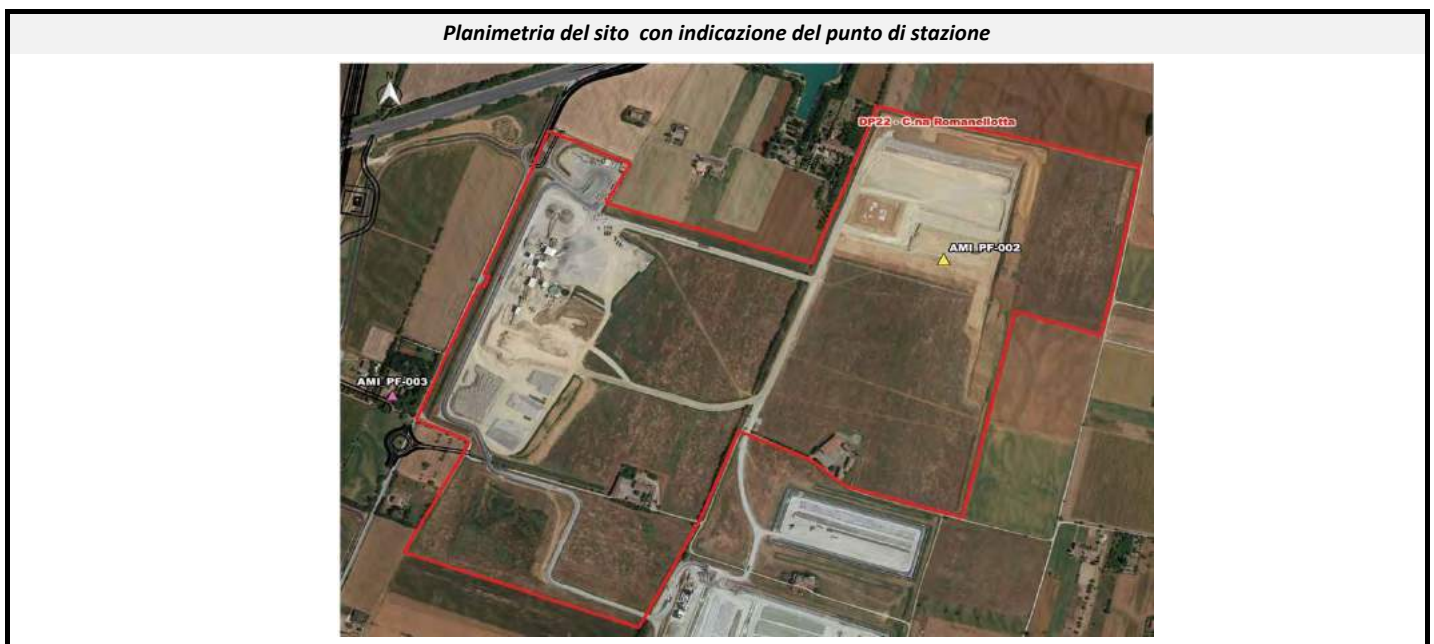 Planimetria del sito con indicazione del punto di stazione
N
DP22 - C.na Romanellotta
AMI_PF-002
AMI_PF-003